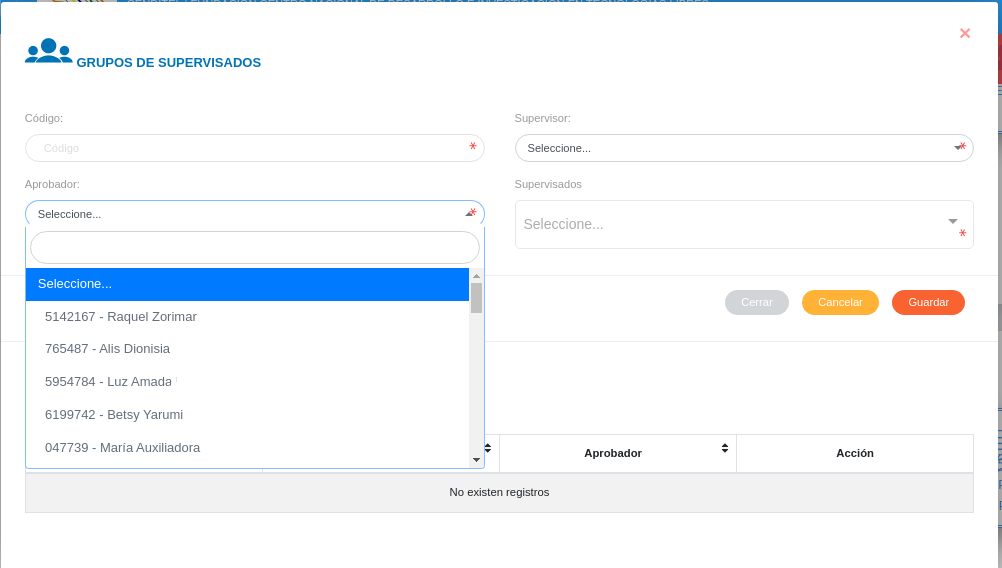 GRUPOS DE SUPERVISADOS
Código:
Supervisor:
Código
*
Seleccione...
*
Aprobador:
Supervisados
Seleccione...
*
Seleccione...
*
Seleccione...
5142167 - Raquel Zorimar
765487 - Alis Dionisia
5954784 - Luz Amada
6199742 - Betsy Yarumi
047739 - María Auxiliadora
Cerrar
Cancelar
Guardar
Aprobador
Acción
No existen registros